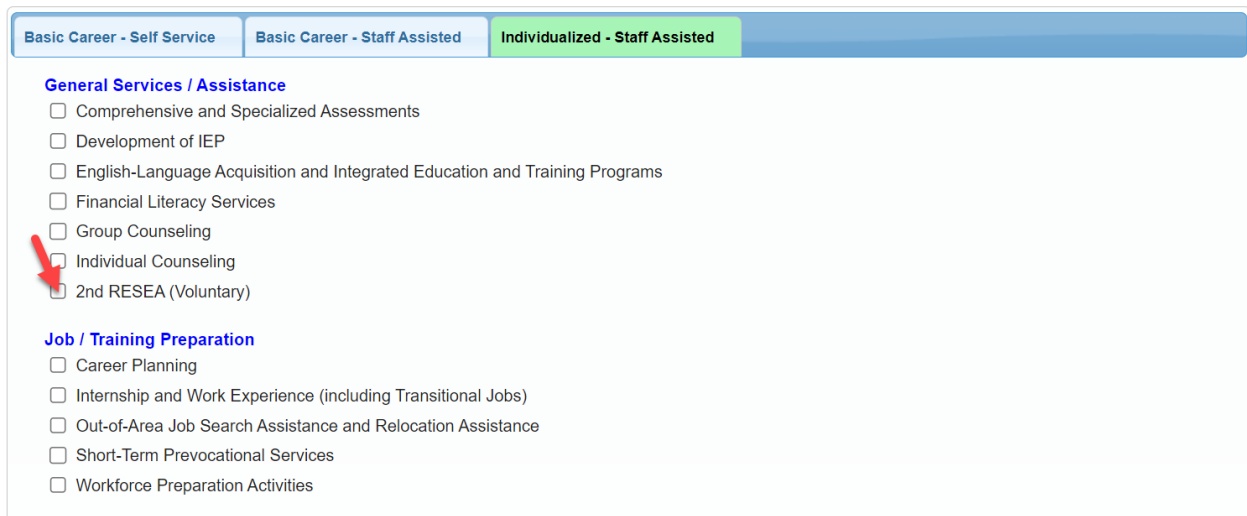 Basic Career - Self Service
Basic Career - Staff Assisted
Individualized - Staff Assisted
General Services / Assistance
Comprehensive and Specialized Assessments
Development of IEP
English-Language Acquisition and Integrated Education and Training Programs
Financial Literacy Services
Group Counseling
Individual Counseling
2nd RESEA (Voluntary)
Job / Training Preparation
Career Planning
Internship and Work Experience (including Transitional Jobs)
Out-of-Area Job Search Assistance and Relocation Assistance
Short-Term Prevocational Services
Workforce Preparation Activities